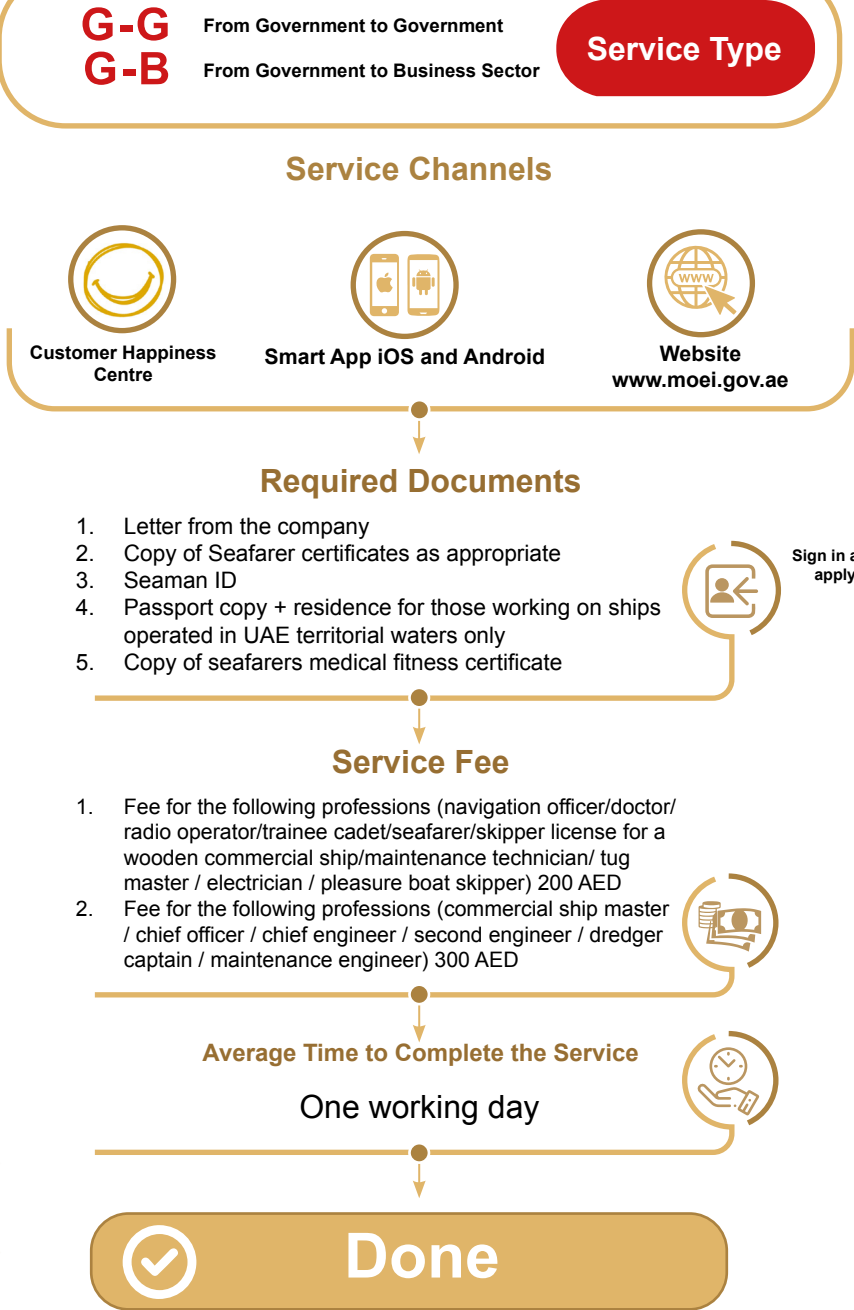 G-G From Government to Government
G-B From Government to Business Sector
Service Type
Service Channels
Customer Happiness
Centre
Smart App iOS and Android
www
Website
www.moei.gov.ae
Required Documents
1. Letter from the company
2. Copy of Seafarer certificates as appropriate
3. Seaman ID
4. Passport copy + residence for those working on ships
operated in UAE territorial waters only
5. Copy of seafarers medical fitness certificate
Sign in
apply
Service Fee
1. Fee for the following professions (navigation officer/doctor/
radio operator/trainee cadet/seafarer/skipper license for a
wooden commercial ship/maintenance technician/ tug
master / electrician / pleasure boat skipper) 200 AED
2. Fee for the following professions (commercial ship master
/ chief officer / chief engineer / second engineer / dredger
captain / maintenance engineer) 300 AED
Average Time to Complete the Service
One working day
Done